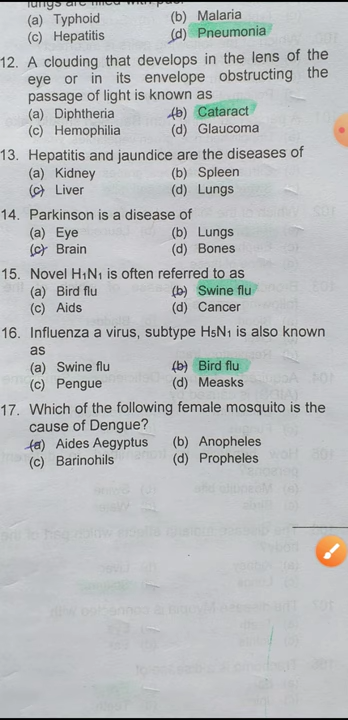 lungs are filled with pus.
(a) Typhoid (b) Malaria
(c) Hepatitis (d) Pneumonia
12. A clouding that develops in the lens of the
eye or in its envelope obstructing the
passage of light is known as
(a) Diphtheria (b) Cataract
(c) Hemophilia (d) Glaucoma
13. Hepatitis and jaundice are the diseases of
(a) Kidney (b) Spleen
(c) Liver (d) Lungs
14. Parkinson is a disease of
(a) Eye (b) Lungs
(c) Brain (d) Bones
15. Novel H1N1 is often referred to as
(a) Bird flu (b) Swine flu
(c) Aids (d) Cancer
16. Influenza a virus, subtype H5N1 is also known
as
(a) Swine flu (b) Bird flu
(c) Pengue (d) Measks
17. Which of the following female mosquito is the
cause of Dengue?
(a) Aides Aegyptus (b) Anopheles
(c) Barinohils (d) Propheles